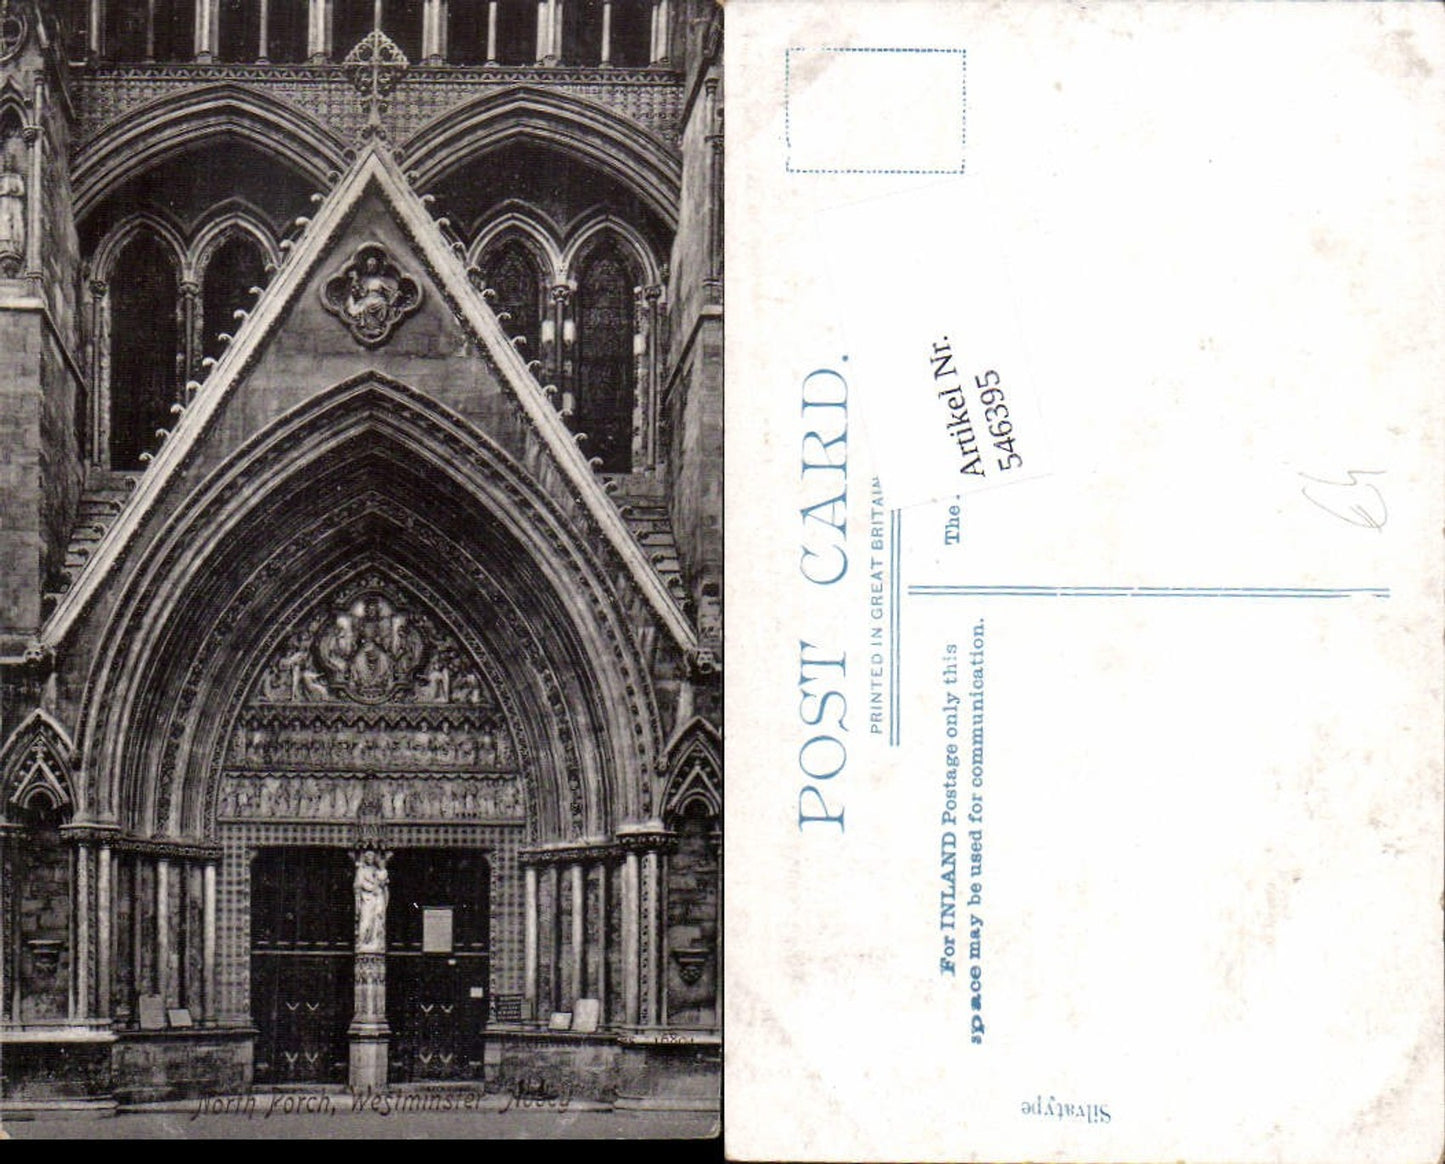 North Porch, Westminster Abbey
16801
POST CARD.
PRINTED IN GREAT BRITAIN
For INLAND Postage only this
space may be used for communication.
The
Artikel Nr.
546395
Silvatype